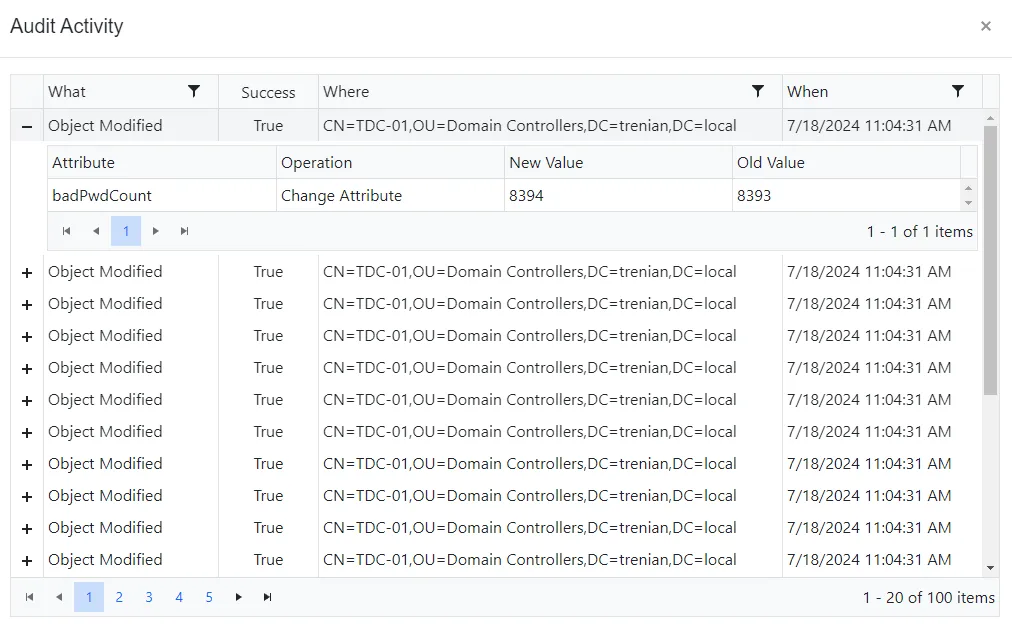 Audit Activity ×
What Success Where When
− Object Modified True CN=TDC-01,OU=Domain Controllers,DC=trenian,DC=local 7/18/2024 11:04:31 AM
Attribute Operation New Value Old Value
badPwdCount Change Attribute 8394 8393
1 1 - 1 of 1 items
+ Object Modified True CN=TDC-01,OU=Domain Controllers,DC=trenian,DC=local 7/18/2024 11:04:31 AM
+ Object Modified True CN=TDC-01,OU=Domain Controllers,DC=trenian,DC=local 7/18/2024 11:04:31 AM
+ Object Modified True CN=TDC-01,OU=Domain Controllers,DC=trenian,DC=local 7/18/2024 11:04:31 AM
+ Object Modified True CN=TDC-01,OU=Domain Controllers,DC=trenian,DC=local 7/18/2024 11:04:31 AM
+ Object Modified True CN=TDC-01,OU=Domain Controllers,DC=trenian,DC=local 7/18/2024 11:04:31 AM
+ Object Modified True CN=TDC-01,OU=Domain Controllers,DC=trenian,DC=local 7/18/2024 11:04:31 AM
+ Object Modified True CN=TDC-01,OU=Domain Controllers,DC=trenian,DC=local 7/18/2024 11:04:31 AM
+ Object Modified True CN=TDC-01,OU=Domain Controllers,DC=trenian,DC=local 7/18/2024 11:04:31 AM
+ Object Modified True CN=TDC-01,OU=Domain Controllers,DC=trenian,DC=local 7/18/2024 11:04:31 AM
+ Object Modified True CN=TDC-01,OU=Domain Controllers,DC=trenian,DC=local 7/18/2024 11:04:31 AM
1 2 3 4 5 1 - 20 of 100 items